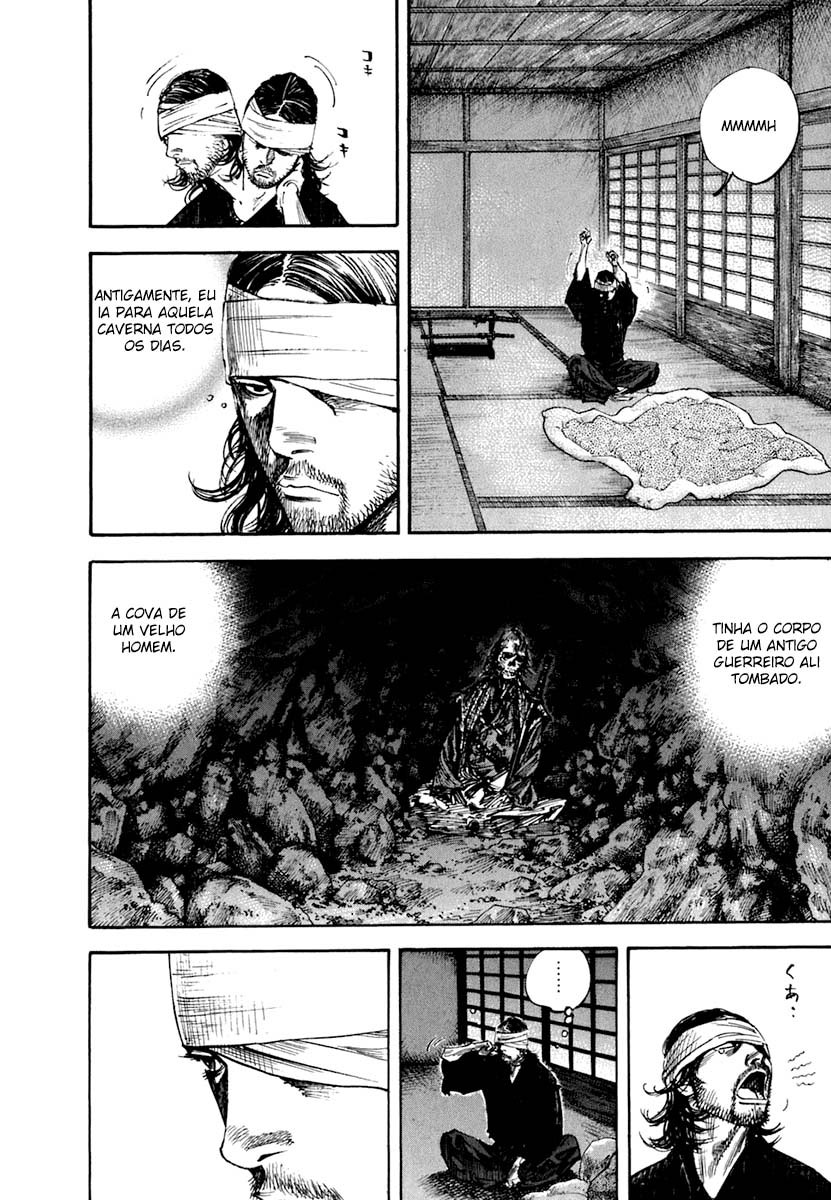 MMMMH
コキ
コキ
ANTIGAMENTE, EU
IA PARA AQUELA
CAVERNA TODOS
OS DIAS.
TINHA O CORPO
DE UM ANTIGO
GUERREIRO ALI
TOMBADO.
A COVA DE
UM VELHO
HOMEM.
くあ…
……